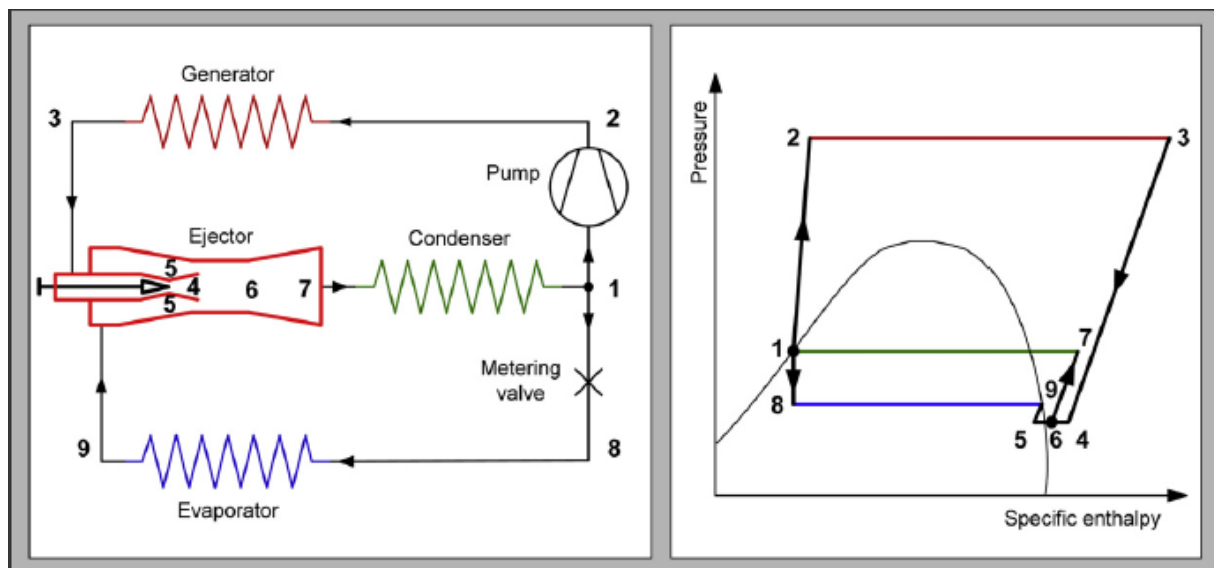 Generator
3
2
Pump
Ejector
Condenser
5
4
6
7
1
5
Metering
valve
9
8
Evaporator
Pressure
2
3
1
7
9
8
5
6
4
Specific enthalpy